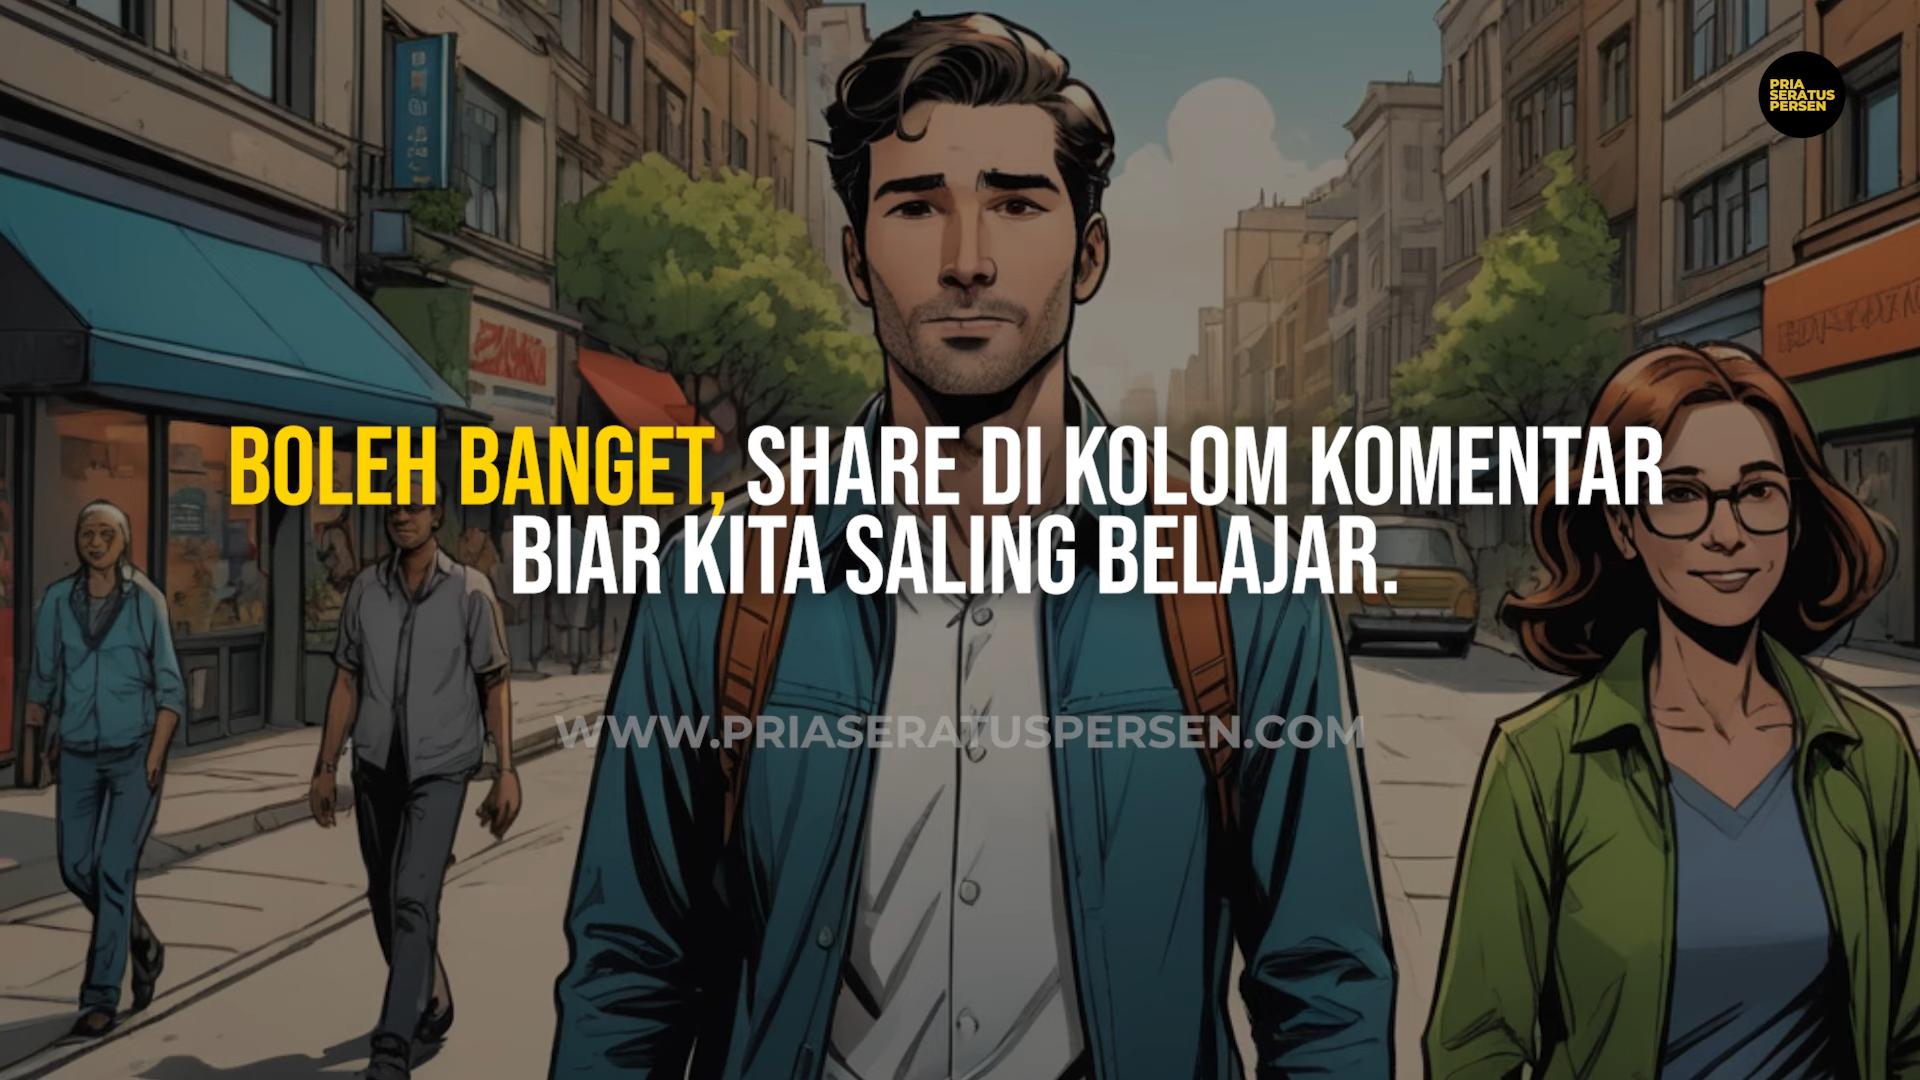 PRIA
SERATUS
PERSEN
BOLEH BANGET, SHARE DI KOLOM KOMENTAR
BIAR KITA SALING BELAJAR.
WWW.PRIASERATUSPERSEN.COM